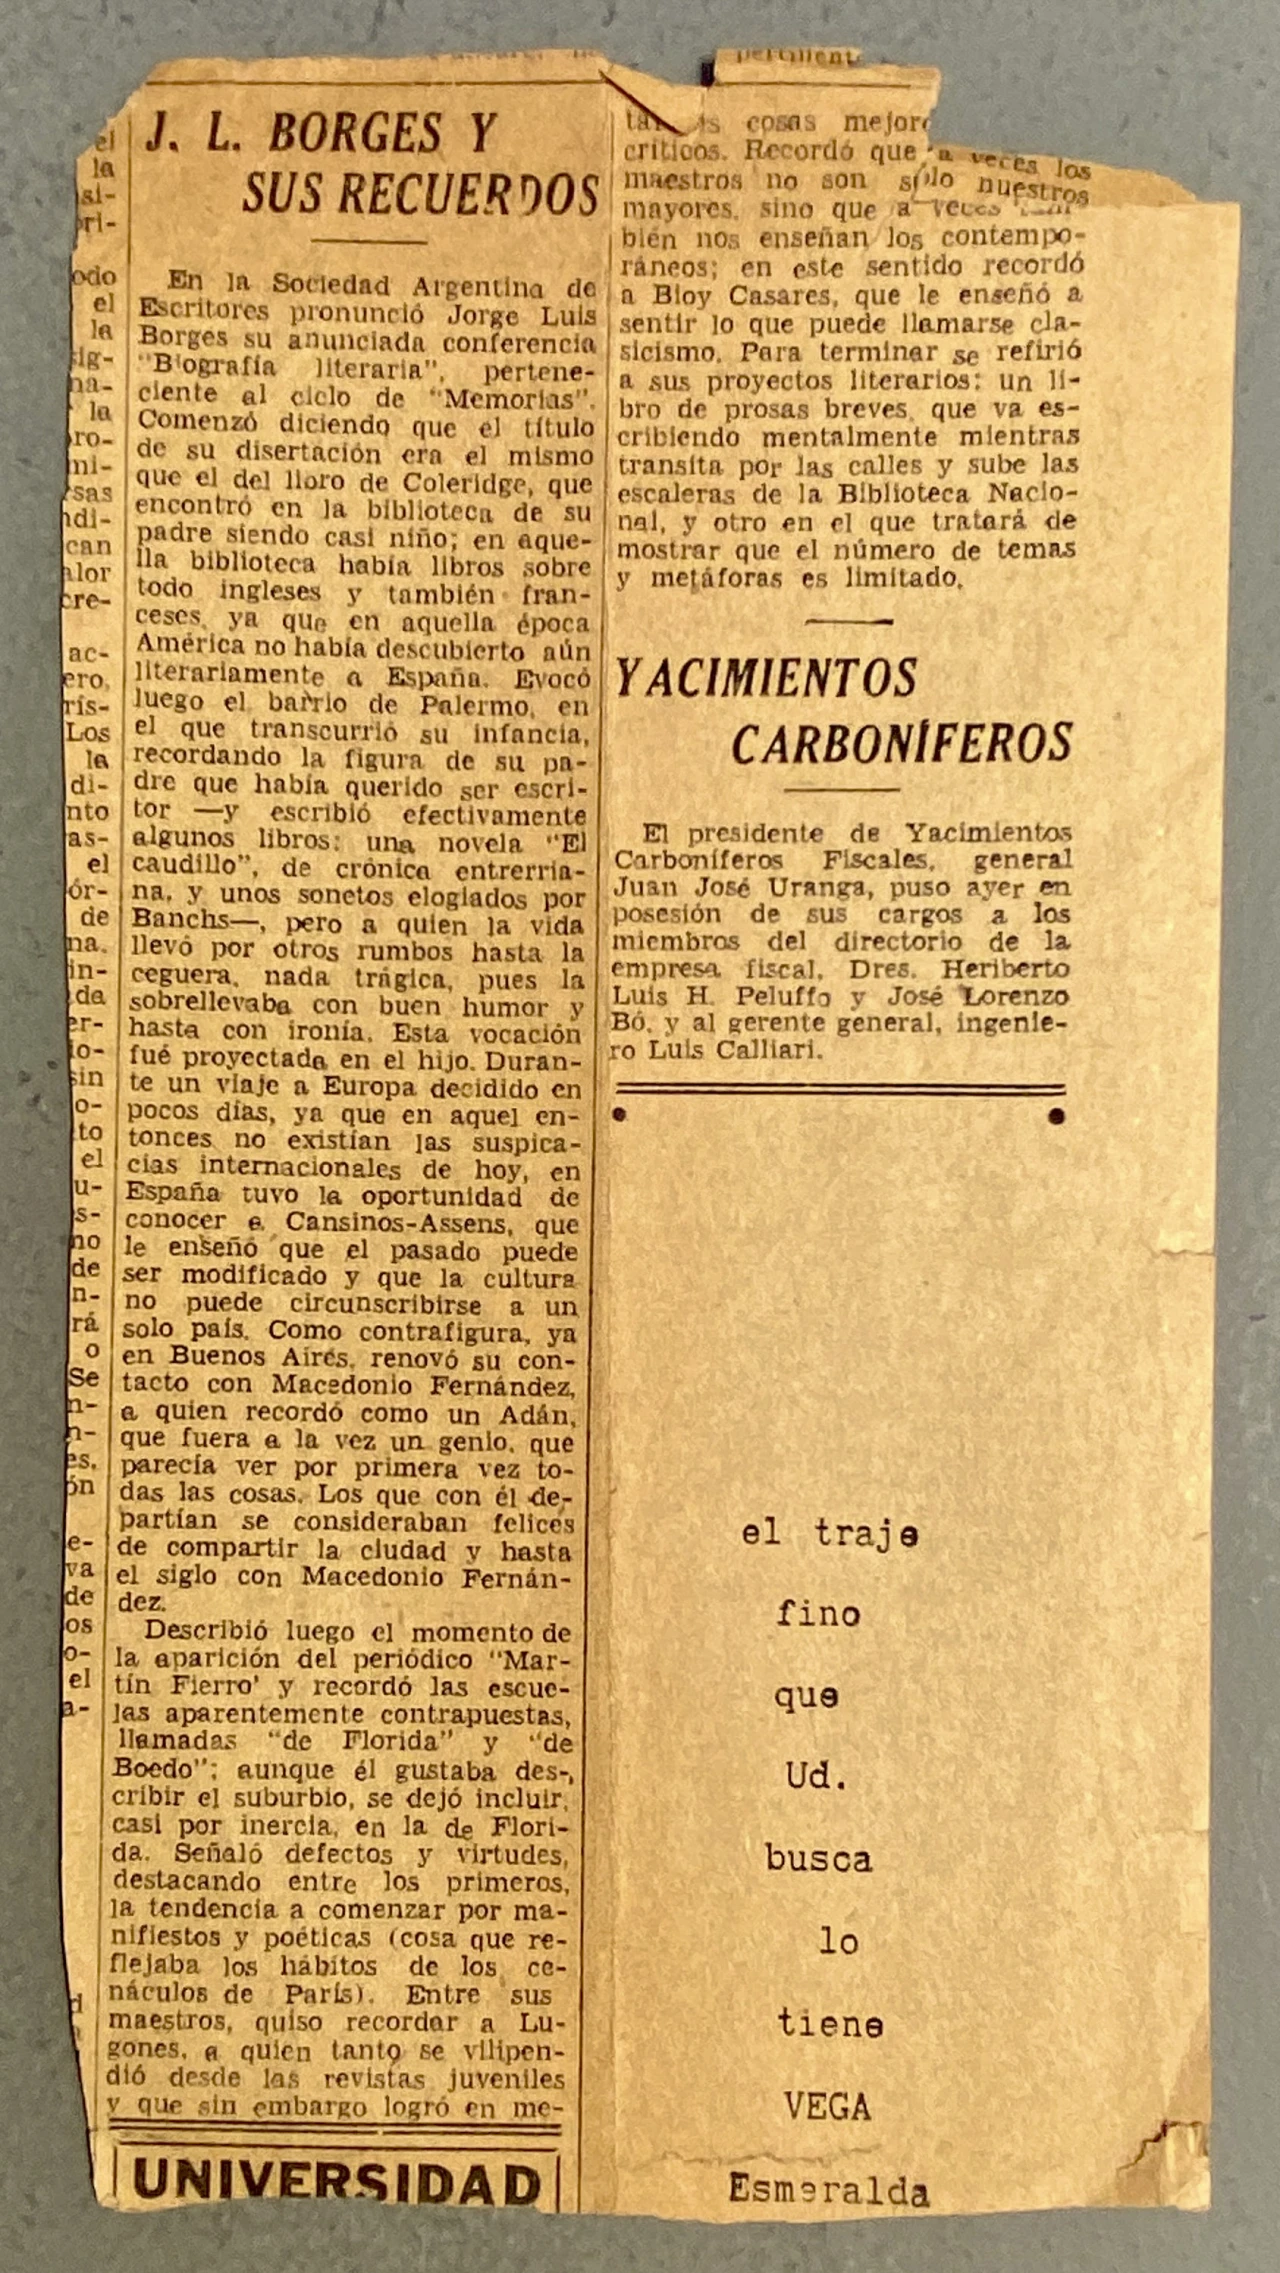 pertinent
J. L. BORGES Y
SUS RECUERDOS
En la Sociedad Argentina de
Escritores pronunció Jorge Luis
Borges su anunciada conferencia
"Biografía literaria", pertene-
ciente al ciclo de "Memorias".
Comenzó diciendo que el título
de su disertación era el mismo
que el del libro de Coleridge, que
encontró en la biblioteca de su
padre siendo casi niño; en aque-
lla biblioteca había libros sobre
todo ingleses y también fran-
ceses, ya que en aquella época
América no había descubierto aún
literariamente a España. Evocó
luego el barrio de Palermo, en
el que transcurrió su infancia,
recordando la figura de su pa-
dre que había querido ser escri-
tor —y escribió efectivamente
algunos libros: una novela "El
caudillo", de crónica entrerria-
na, y unos sonetos elogiados por
Banchs—, pero a quien la vida
llevó por otros rumbos hasta la
ceguera, nada trágica, pues la
sobrellevaba con buen humor y
hasta con ironía. Esta vocación
fué proyectada en el hijo. Duran-
te un viaje a Europa decidido en
pocos días, ya que en aquel en-
tonces no existían las suspica-
cias internacionales de hoy, en
España tuvo la oportunidad de
conocer a Cansinos-Assens, que
le enseñó que el pasado puede
ser modificado y que la cultura
no puede circunscribirse a un
solo país. Como contrafigura, ya
en Buenos Aires, renovó su con-
tacto con Macedonio Fernández,
a quien recordó como un Adán,
que fuera a la vez un genio, que
parecía ver por primera vez to-
das las cosas. Los que con él de-
partían se consideraban felices
de compartir la ciudad y hasta
el siglo con Macedonio Fernán-
dez.
Describió luego el momento de
la aparición del periódico "Mar-
tín Fierro' y recordó las escue-
las aparentemente contrapuestas,
llamadas "de Florida" y "de
Boedo"; aunque él gustaba des-
cribir el suburbio, se dejó incluir,
casi por inercia, en la de Flori-
da. Señaló defectos y virtudes,
destacando entre los primeros,
la tendencia a comenzar por ma-
nifiestos y poéticas (cosa que re-
flejaba los hábitos de los ce-
náculos de París). Entre sus
maestros, quiso recordar a Lu-
gones, a quien tanto se vilipen-
dió desde las revistas juveniles
y que sin embargo logró en me-
UNIVERSIDAD
cosas mejor
críticos. Recordó que a veces los
maestros no son sólo nuestros
mayores, sino que a veces tam-
bién nos enseñan los contempo-
ráneos; en este sentido recordó
a Bioy Casares, que le enseñó a
sentir lo que puede llamarse cla-
sicismo. Para terminar se refirió
a sus proyectos literarios: un li-
bro de prosas breves, que va es-
cribiendo mentalmente mientras
transita por las calles y sube las
escaleras de la Biblioteca Nacio-
nal, y otro en el que tratará de
mostrar que el número de temas
y metáforas es limitado.
YACIMIENTOS
CARBONÍFEROS
El presidente de Yacimientos
Carboníferos Fiscales, general
Juan José Uranga, puso ayer en
posesión de sus cargos a los
miembros del directorio de la
empresa fiscal, Dres. Heriberto
Luis H. Peluffo y José Lorenzo
Bó, y al gerente general, ingenie-
ro Luis Calliari.
el traje
fino
que
Ud.
busca
lo
tiene
VEGA
Esmeralda